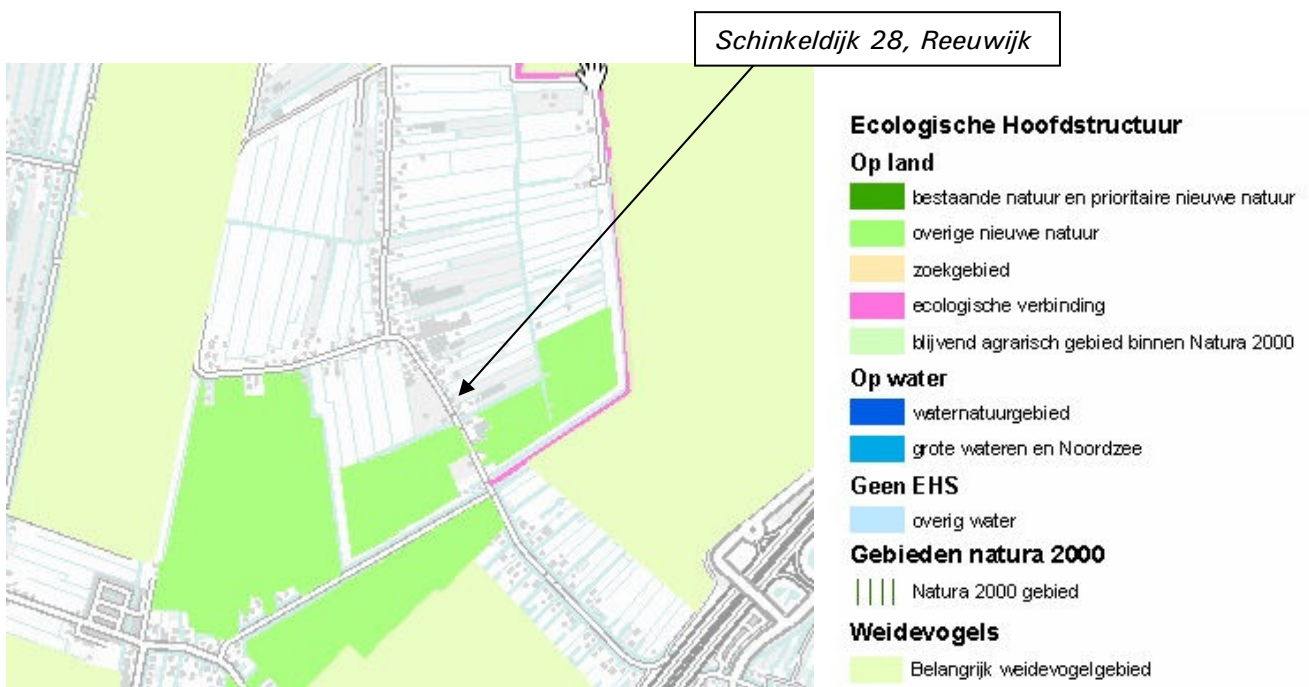 Schinkeldijk 28, Reeuwijk
Ecologische Hoofdstructuur
Op land
bestaande natuur en prioritaire nieuwe natuur
overige nieuwe natuur
zoekgebied
ecologische verbinding
blijvend agrarisch gebied binnen Natura 2000
Op water
waternatuurgebied
grote wateren en Noordzee
Geen EHS
overig water
Gebieden natura 2000
Natura 2000 gebied
Weidevogels
Belangrijk weidevogelgebied